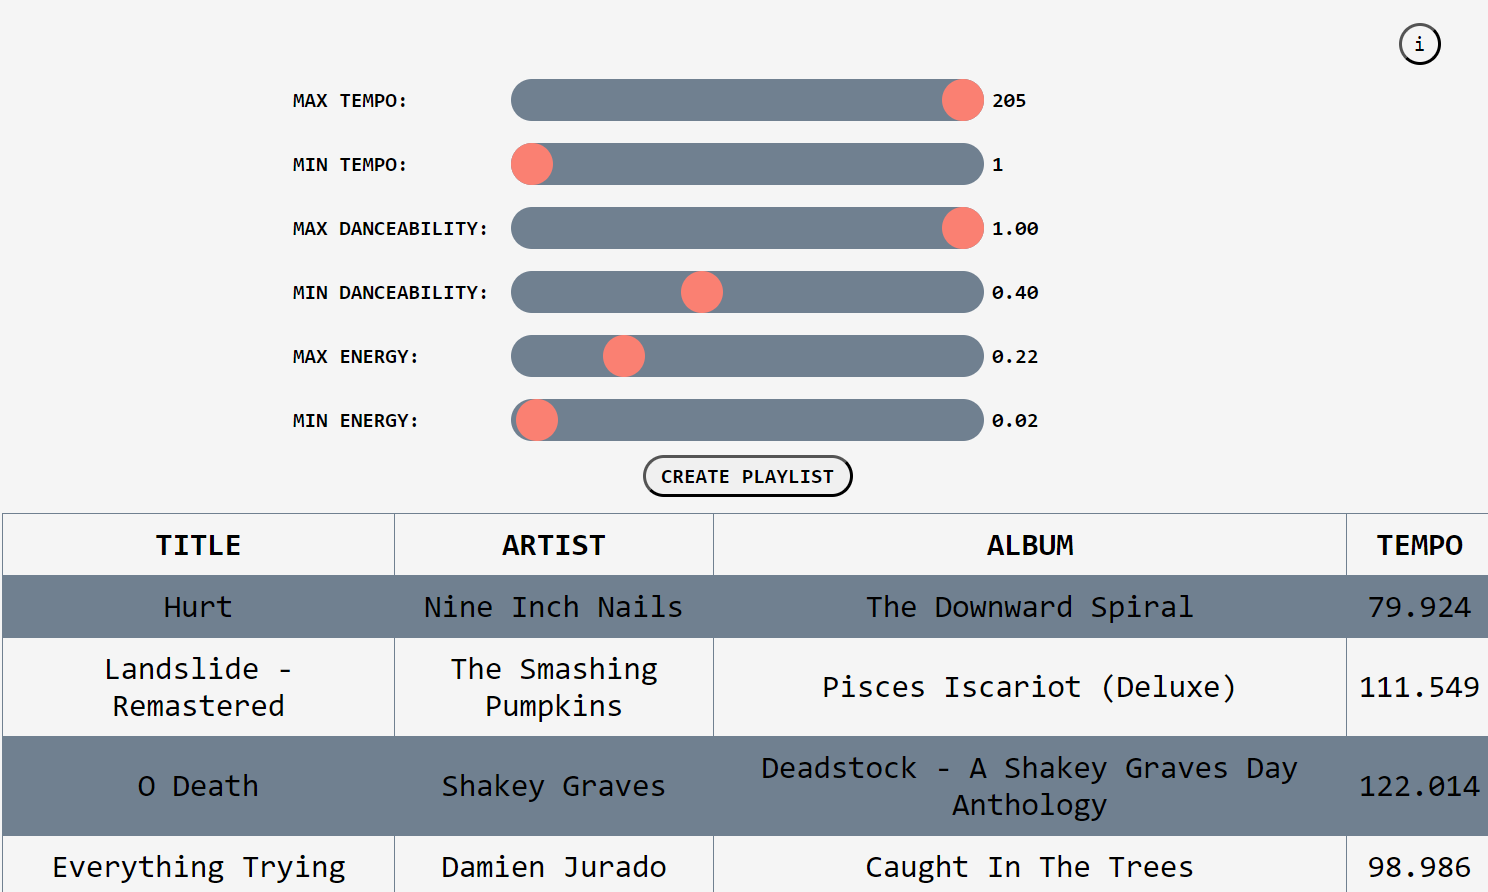 i
MAX TEMPO: 205
MIN TEMPO: 1
MAX DANCEABILITY: 1.00
MIN DANCEABILITY: 0.40
MAX ENERGY: 0.22
MIN ENERGY: 0.02
CREATE PLAYLIST
TITLE ARTIST ALBUM TEMPO
Hurt Nine Inch Nails The Downward Spiral 79.924
Landslide -
Remastered
The Smashing
Pumpkins
Pisces Iscariot (Deluxe)
111.549
O Death
Shakey Graves
Deadstock - A Shakey Graves Day
Anthology
122.014
Everything Trying Damien Jurado Caught In The Trees 98.986